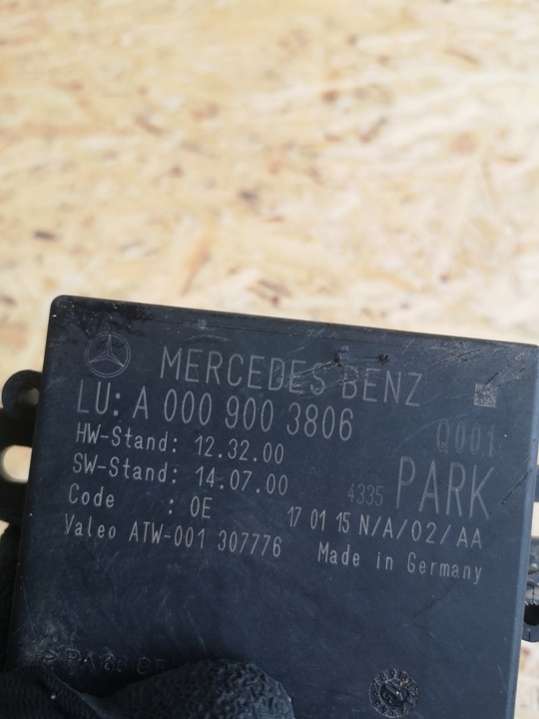 MERCEDES BENZ
LU: A 000 900 3806
Q001
HW-Stand: 12.32.00
SW-Stand: 14.07.00
4335 PARK
Code : 0E
17 01 15 N/A/02/AA
Valeo ATW-001 307776
Made in Germany